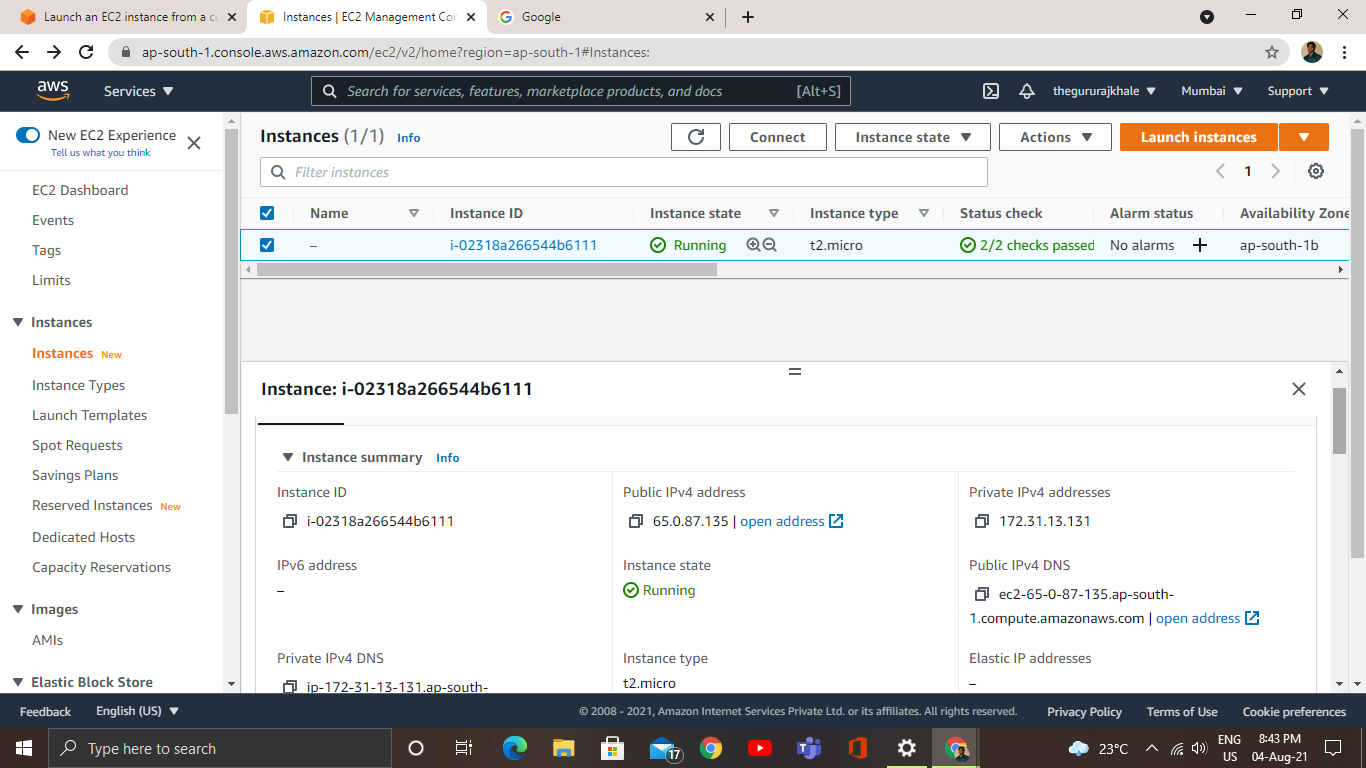 Launch an EC2 instance from a cu
Instances | EC2 Management Con
Google
ap-south-1.console.aws.amazon.com/ec2/v2/home?region=ap-south-1#Instances:
aws
Services
Search for services, features, marketplace products, and docs [Alt+S]
thegururajkhale
Mumbai
Support
New EC2 Experience
Tell us what you think
EC2 Dashboard
Events
Tags
Limits
Instances
Instances New
Instance Types
Launch Templates
Spot Requests
Savings Plans
Reserved Instances New
Dedicated Hosts
Capacity Reservations
Images
AMIs
Elastic Block Store
Instances (1/1) Info
Connect
Instance state
Actions
Launch instances
Filter instances
1
Name Instance ID Instance state Instance type Status check Alarm status Availability Zone
– i-02318a266544b6111 Running t2.micro 2/2 checks passed No alarms ap-south-1b
Instance: i-02318a266544b6111
Instance summary Info
Instance ID
i-02318a266544b6111
Public IPv4 address
65.0.87.135 | open address
Private IPv4 addresses
172.31.13.131
IPv6 address
–
Instance state
Running
Public IPv4 DNS
ec2-65-0-87-135.ap-south-
1.compute.amazonaws.com | open address
Private IPv4 DNS
ip-172-31-13-131.ap-south-
Instance type
t2.micro
Elastic IP addresses
–
Feedback
English (US)
© 2008 - 2021, Amazon Internet Services Private Ltd. or its affiliates. All rights reserved.
Privacy Policy
Terms of Use
Cookie preferences
Type here to search
17
23°C
ENG
US
8:43 PM
04-Aug-21